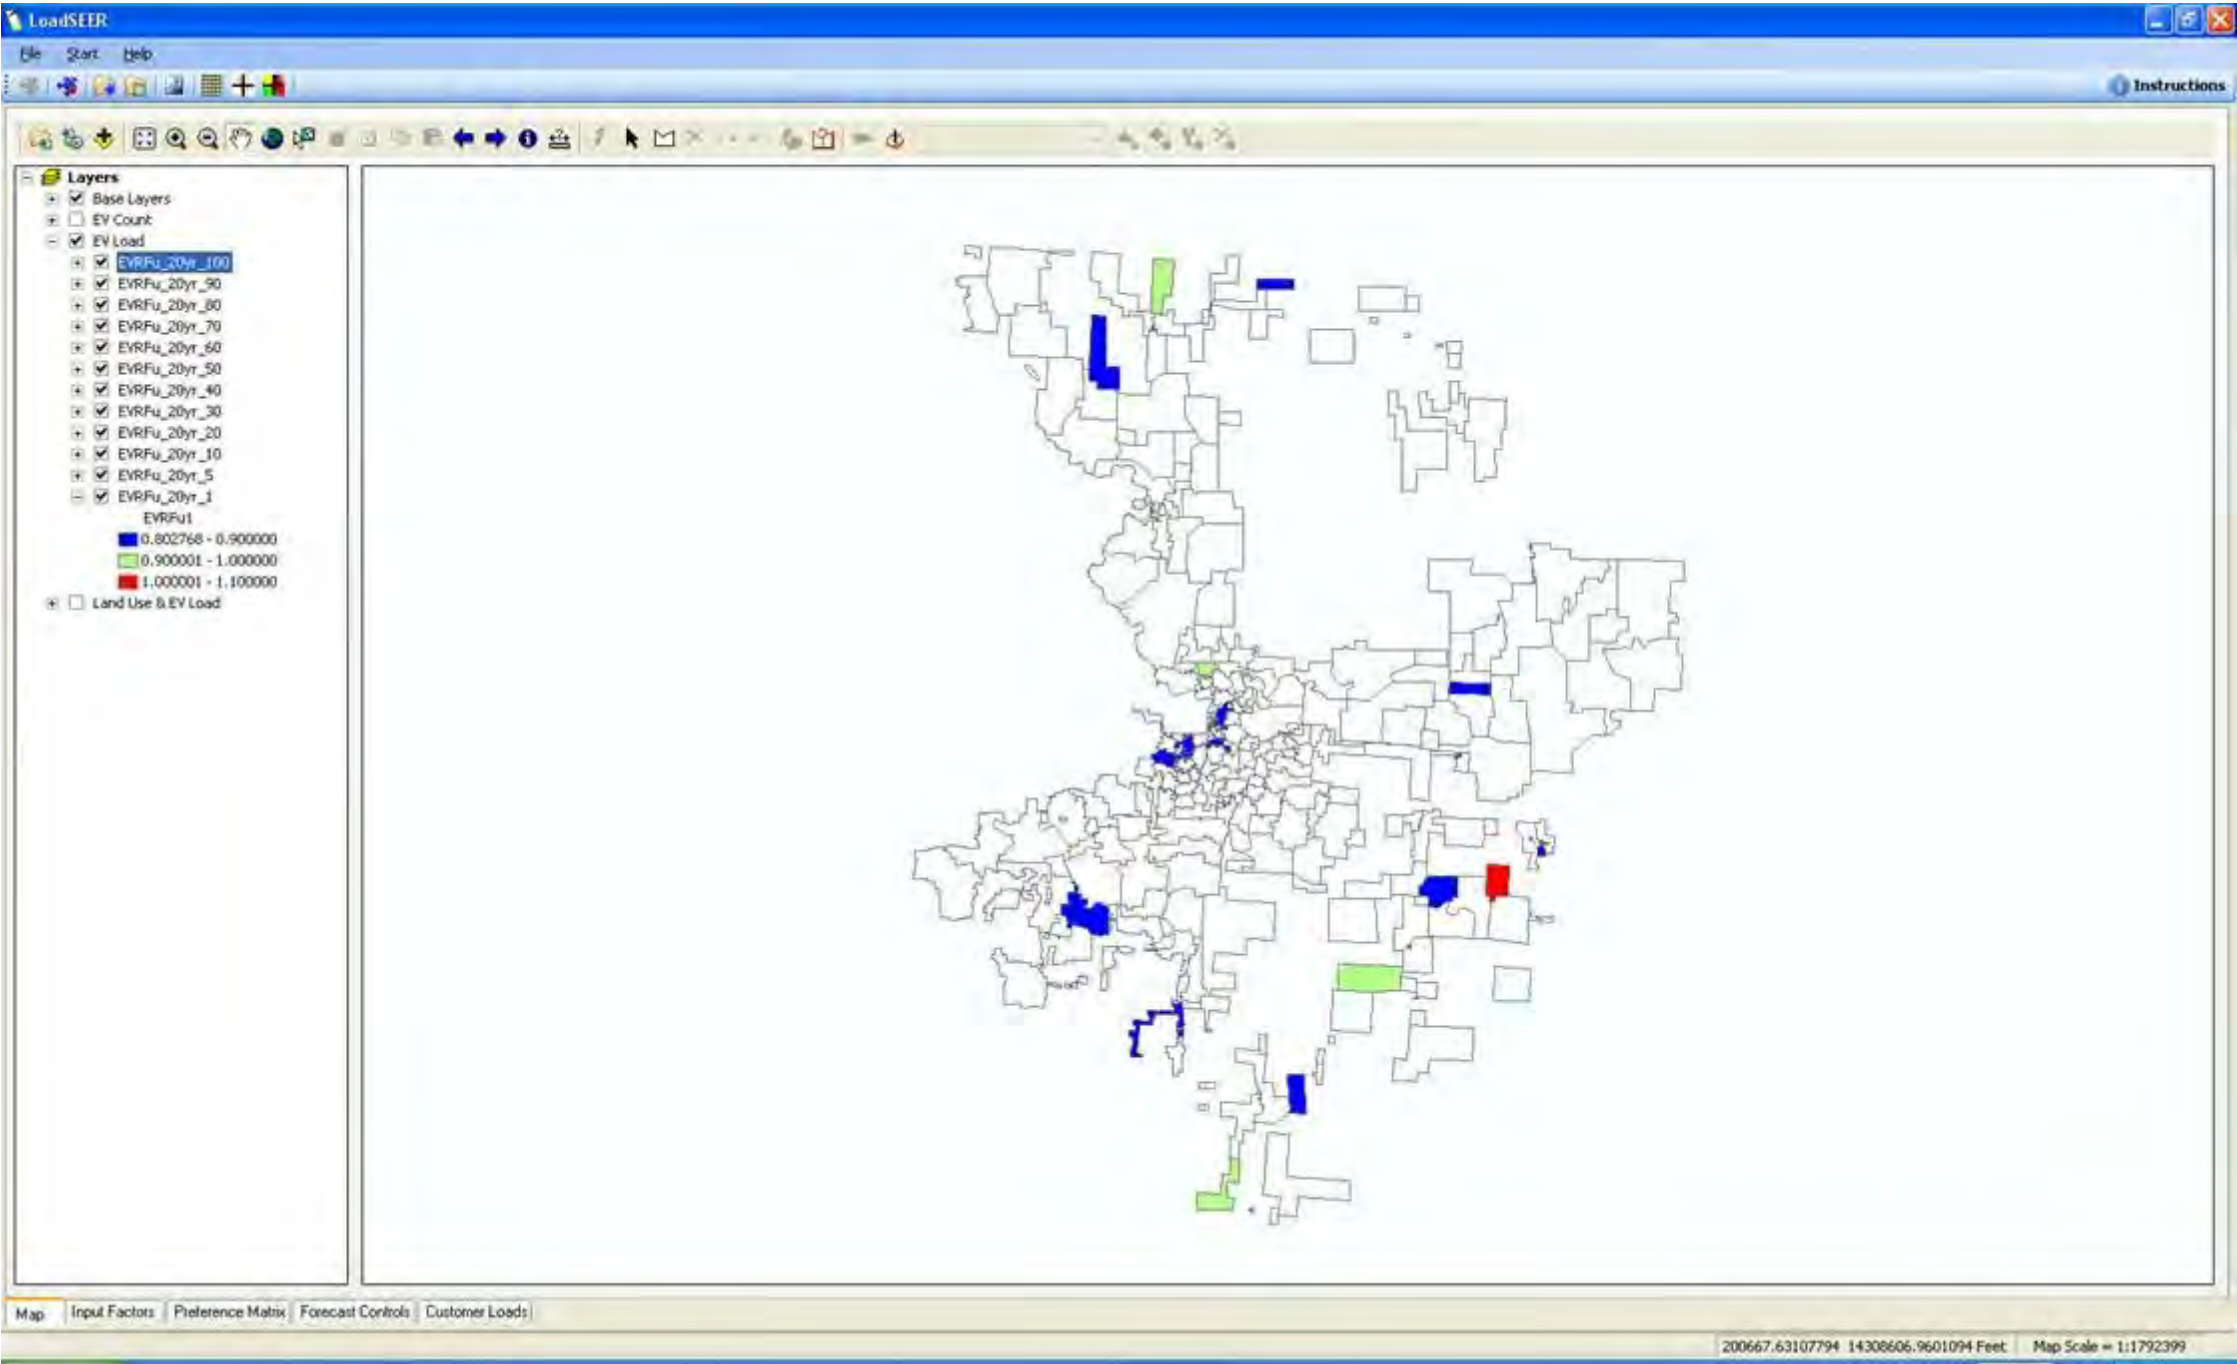 LoadSEER
File Start Help
Instructions
Layers
Base Layers
EV Count
EV Load
EVRFu_20yr_100
EVRFu_20yr_90
EVRFu_20yr_80
EVRFu_20yr_70
EVRFu_20yr_60
EVRFu_20yr_50
EVRFu_20yr_40
EVRFu_20yr_30
EVRFu_20yr_20
EVRFu_20yr_10
EVRFu_20yr_5
EVRFu_20yr_1
EVRFu1
0.802768 - 0.900000
0.900001 - 1.000000
1.000001 - 1.100000
Land Use & EV Load
Map Input Factors Preference Matrix Forecast Controls Customer Loads
200667.63107794 14308606.9601094 Feet Map Scale = 1:1792399